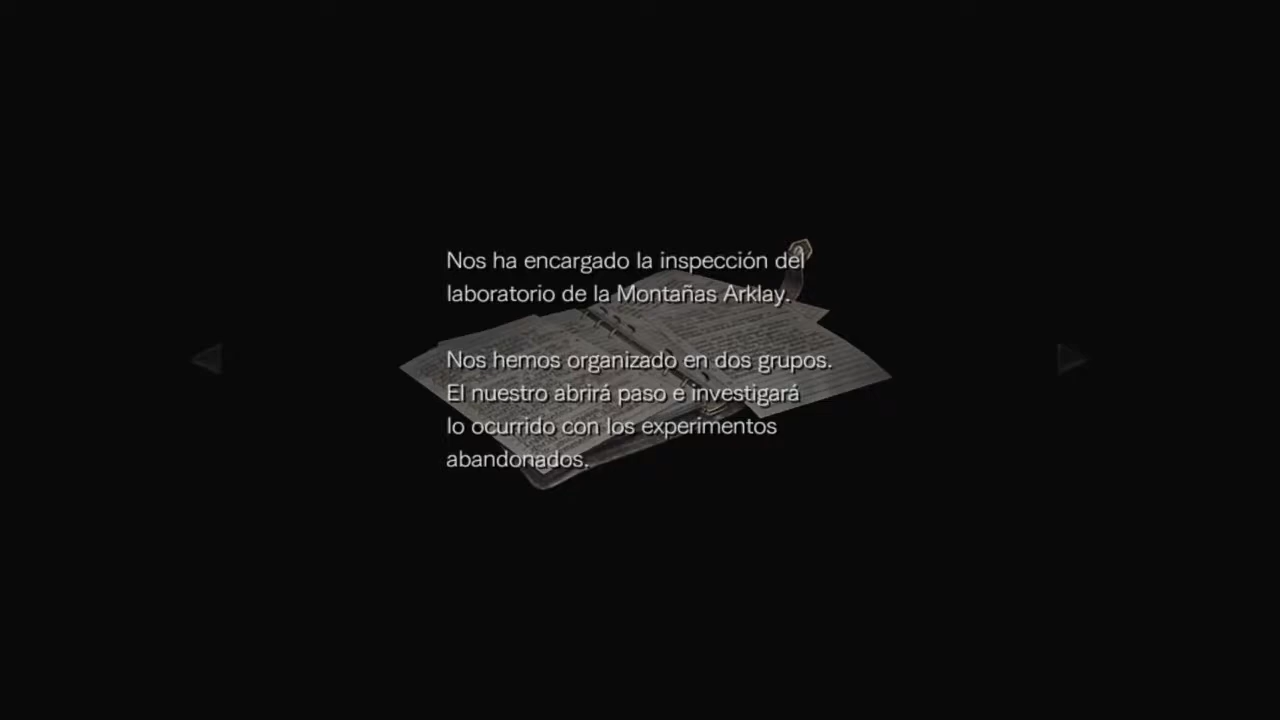 Nos ha encargado la inspección del
laboratorio de la Montañas Arklay.
Nos hemos organizado en dos grupos.
El nuestro abrirá paso e investigará
lo ocurrido con los experimentos
abandonados.